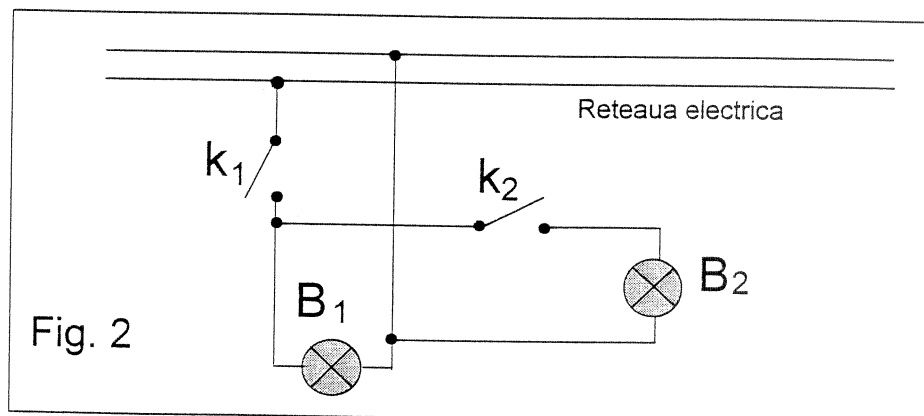 Reteaua electrica
k₁
k₂
B₂
B₁
Fig. 2